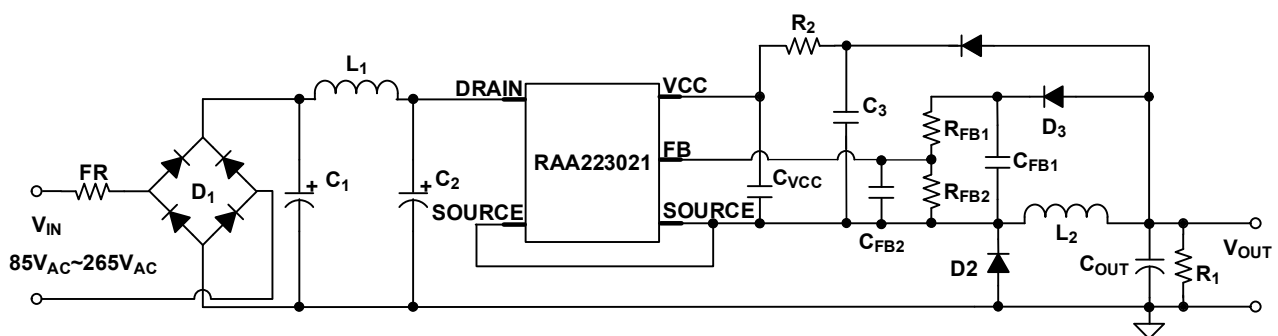 R2
L1
DRAIN
VCC
C3
RFB1
D3
FR
D1
C1
C2
RAA223021
FB
CVCC
RFB2
CFB1
VIN
SOURCE
SOURCE
CFB2
L2
VOUT
85VAC~265VAC
D2
COUT
R1